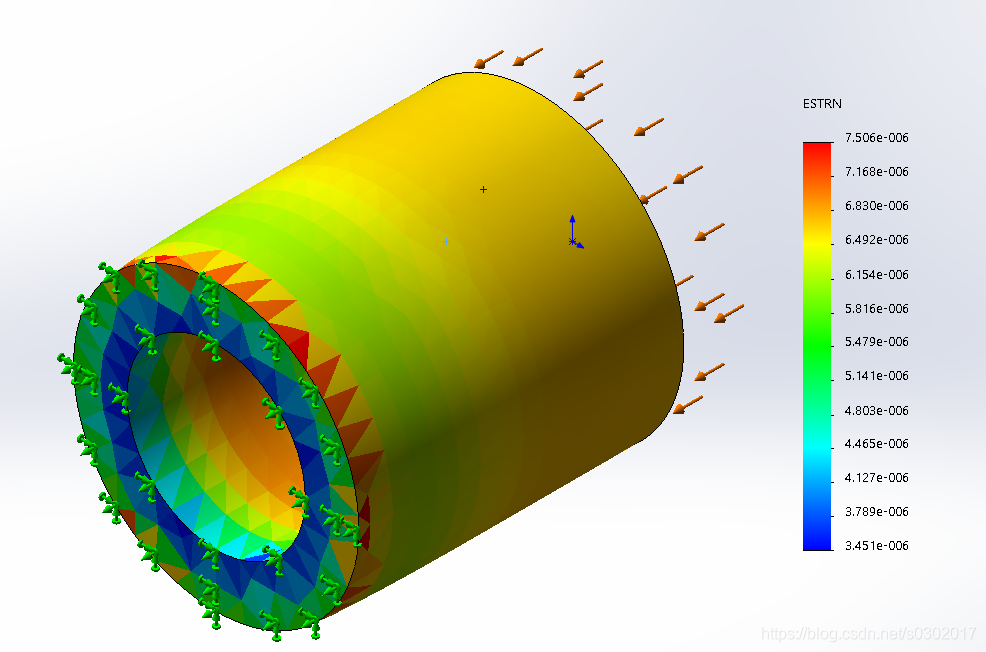 ESTRN
7.506e-006
7.168e-006
6.830e-006
6.492e-006
6.154e-006
5.816e-006
5.479e-006
5.141e-006
4.803e-006
4.465e-006
4.127e-006
3.789e-006
3.451e-006
https://blog.csdn.net/s0302017